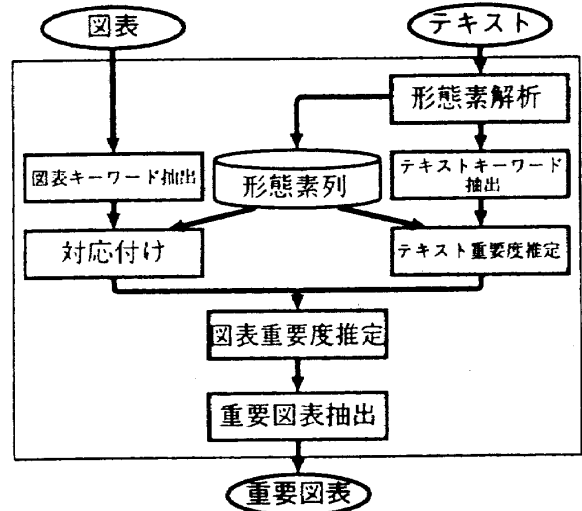 図表
テキスト
形態素解析
図表キーワード抽出
形態素列
テキストキーワード
抽出
対応付け
テキスト重要度推定
図表重要度推定
重要図表抽出
重要図表